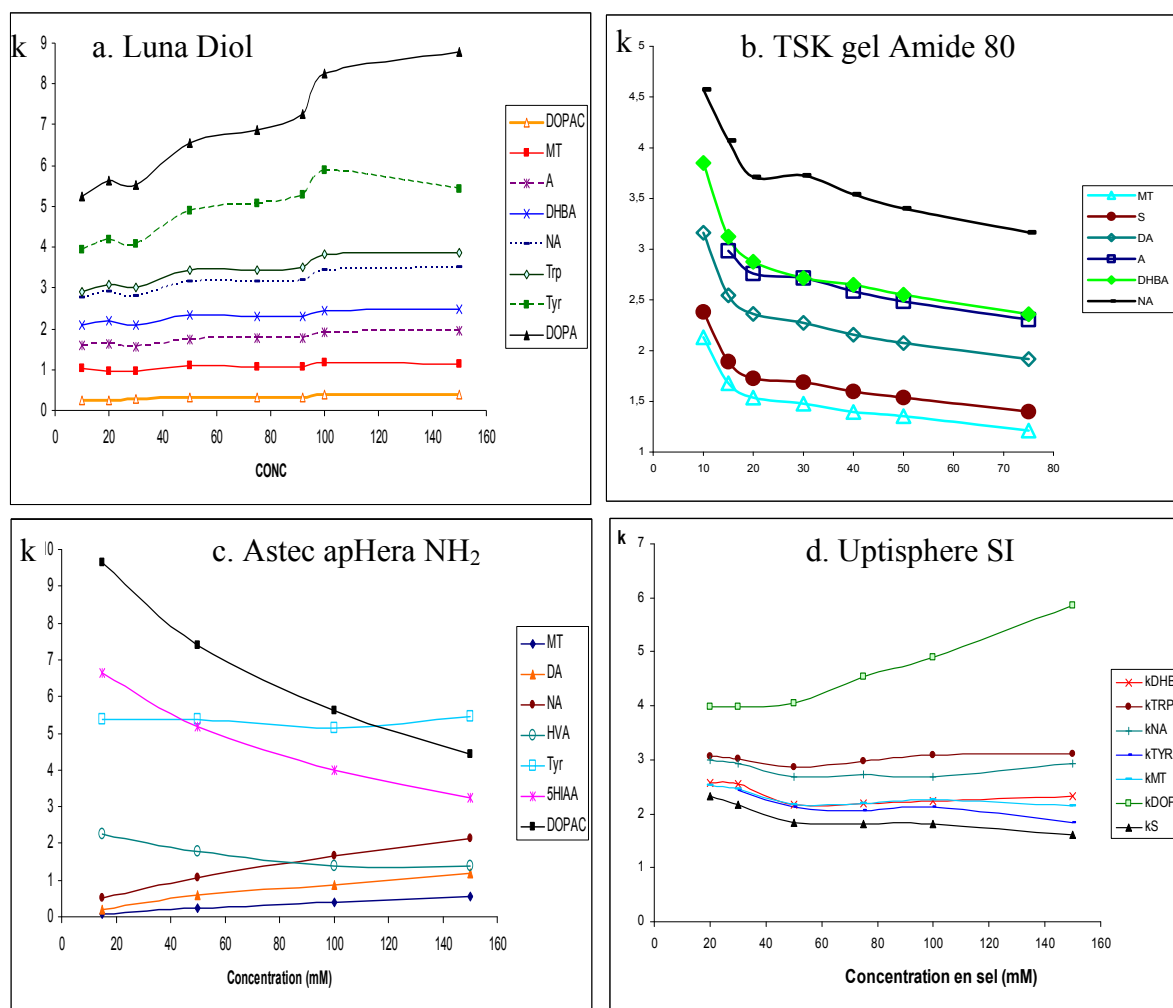 k
a. Luna Diol
9
8
7
6
5
4
3
2
1
0
0 20 40 60 80 100 120 140 160
CONC
DOPAC
MT
A
DHBA
NA
Trp
Tyr
DOPA
k
b. TSK gel Amide 80
5
4,5
4
3,5
3
2,5
2
1,5
1
0 10 20 30 40 50 60 70 80
MT
S
DA
A
DHBA
NA
k
c. Astec apHera NH₂
10
9
8
7
6
5
4
3
2
1
0
0 20 40 60 80 100 120 140 160
Concentration (mM)
MT
DA
NA
HVA
Tyr
5HIAA
DOPAC
k
d. Uptisphere SI
7
6
5
4
3
2
1
0
0 20 40 60 80 100 120 140 160
Concentration en sel (mM)
kDHE
kTRP
kNA
kTYR
kMT
kDOP
kS